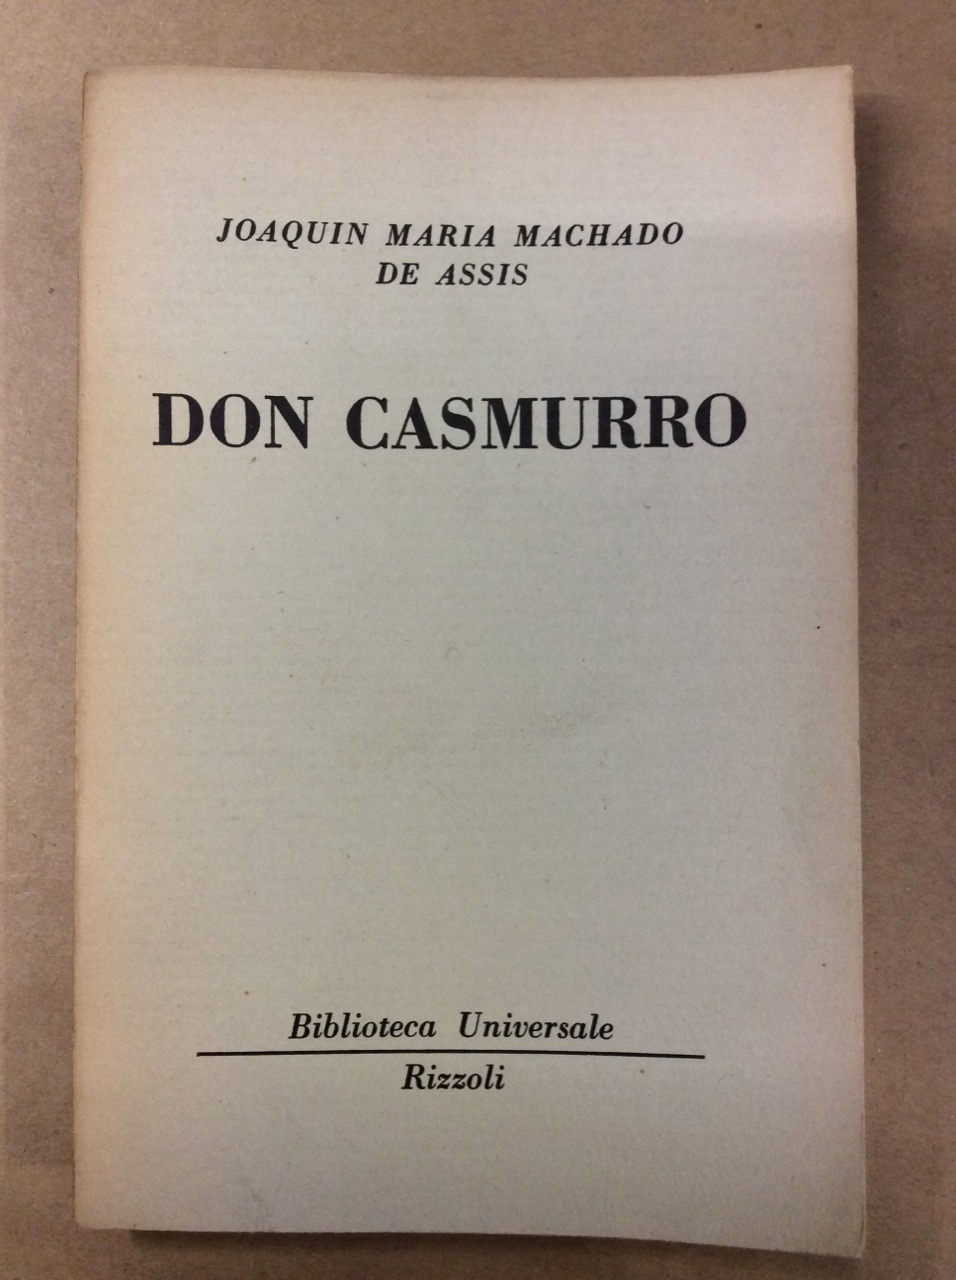 JOAQUIN MARIA MACHADO
DE ASSIS
DON CASMURRO
Biblioteca Universale
Rizzoli